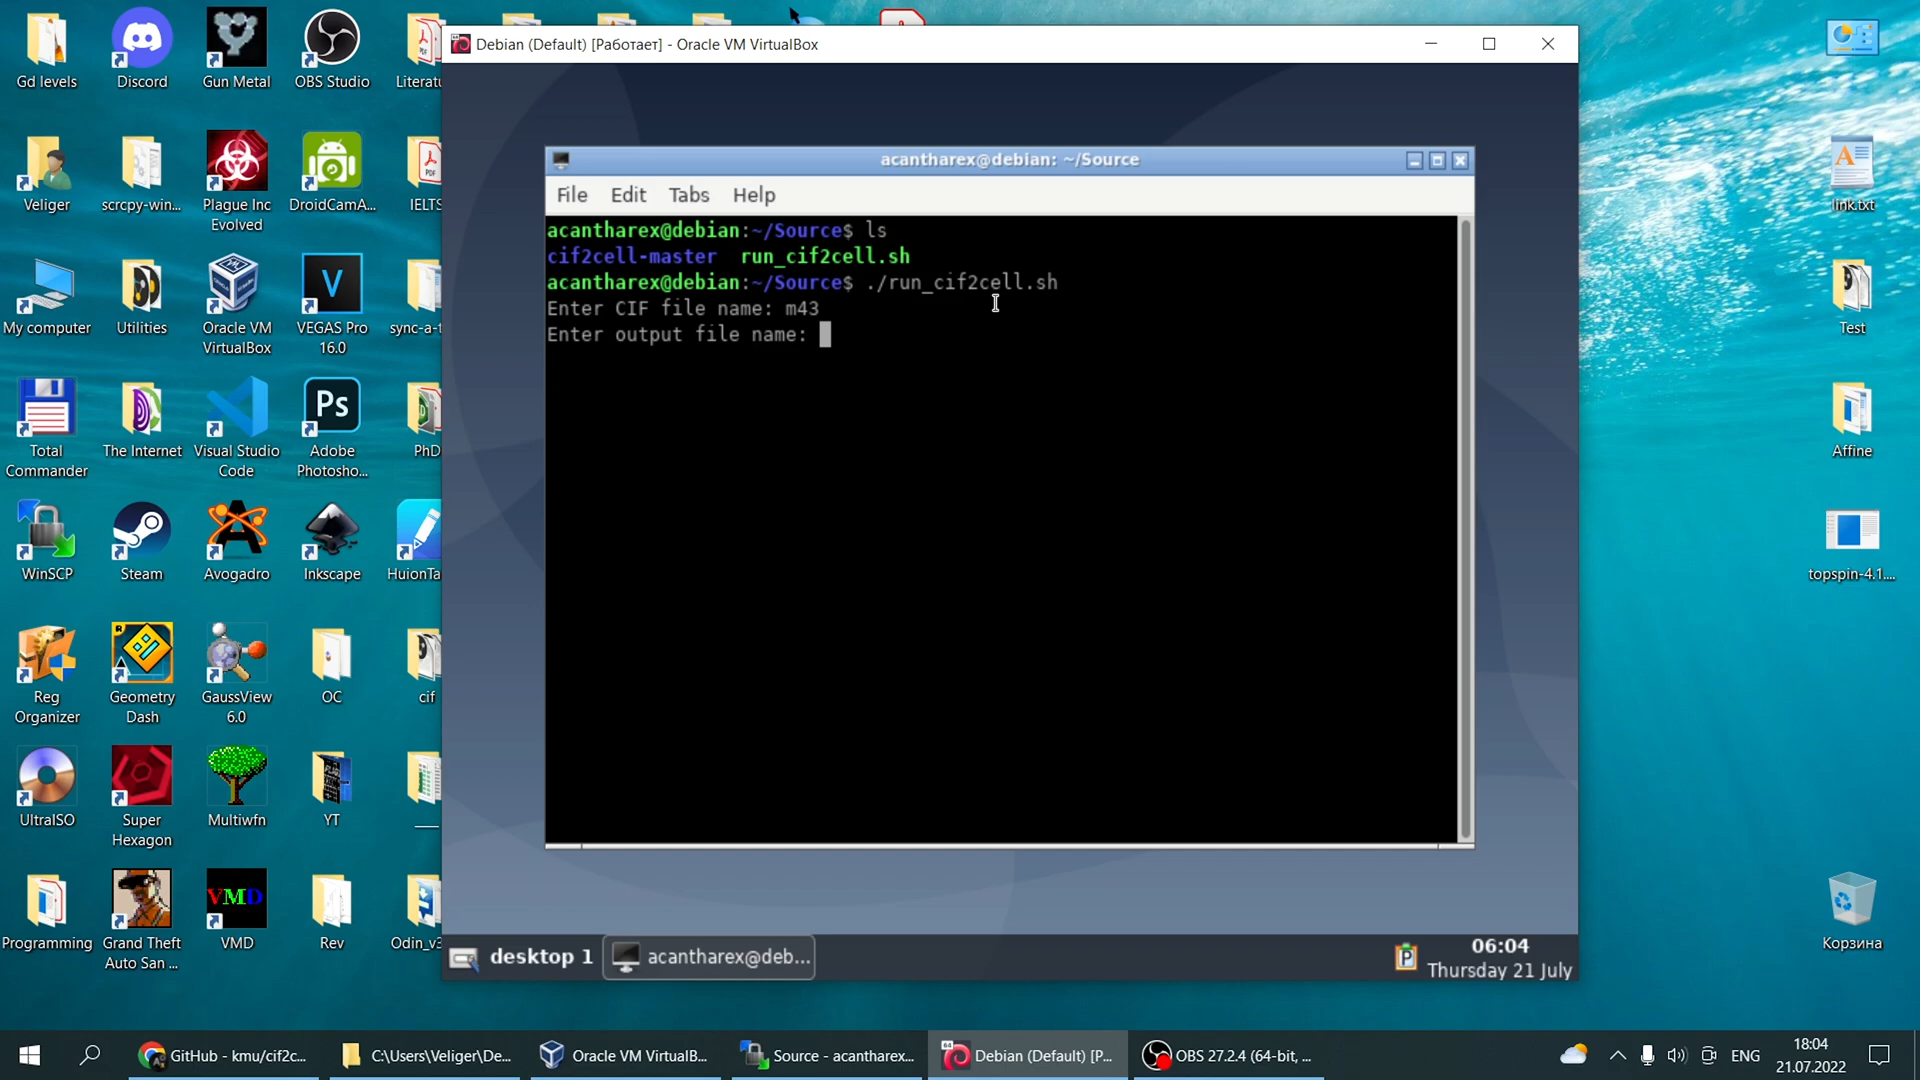 Gd levels
Discord
Gun Metal
OBS Studio
Literatu
Veliger
scrcpy-win...
Plague Inc
Evolved
DroidCamA...
IELTS
My computer
Utilities
Oracle VM
VirtualBox
VEGAS Pro
16.0
sync-a-t
Total
Commander
The Internet
Visual Studio
Code
Ps
Adobe
Photosho...
PhD
WinSCP
Steam
Avogadro
Inkscape
HuionTa
Reg
Organizer
Geometry
Dash
GaussView
6.0
OC
cif
UltraISO
Super
Hexagon
Multiwfn
YT
Programming
Grand Theft
Auto San ...
VMD
VMD
Rev
Odin_v3
Debian (Default) [Работает] - Oracle VM VirtualBox
acantharex@debian: ~/Source
File Edit Tabs Help
acantharex@debian:~/Source$ ls
cif2cell-master run_cif2cell.sh
acantharex@debian:~/Source$ ./run_cif2cell.sh
Enter CIF file name: m43
Enter output file name:
desktop 1
acantharex@deb...
06:04
Thursday 21 July
link.txt
Test
Affine
topspin-4.1....
Корзина
GitHub - kmu/cif2c...
C:\Users\Veliger\De...
Oracle VM VirtualB...
Source - acantharex...
Debian (Default) [P...
OBS 27.2.4 (64-bit, ...
ENG
18:04
21.07.2022